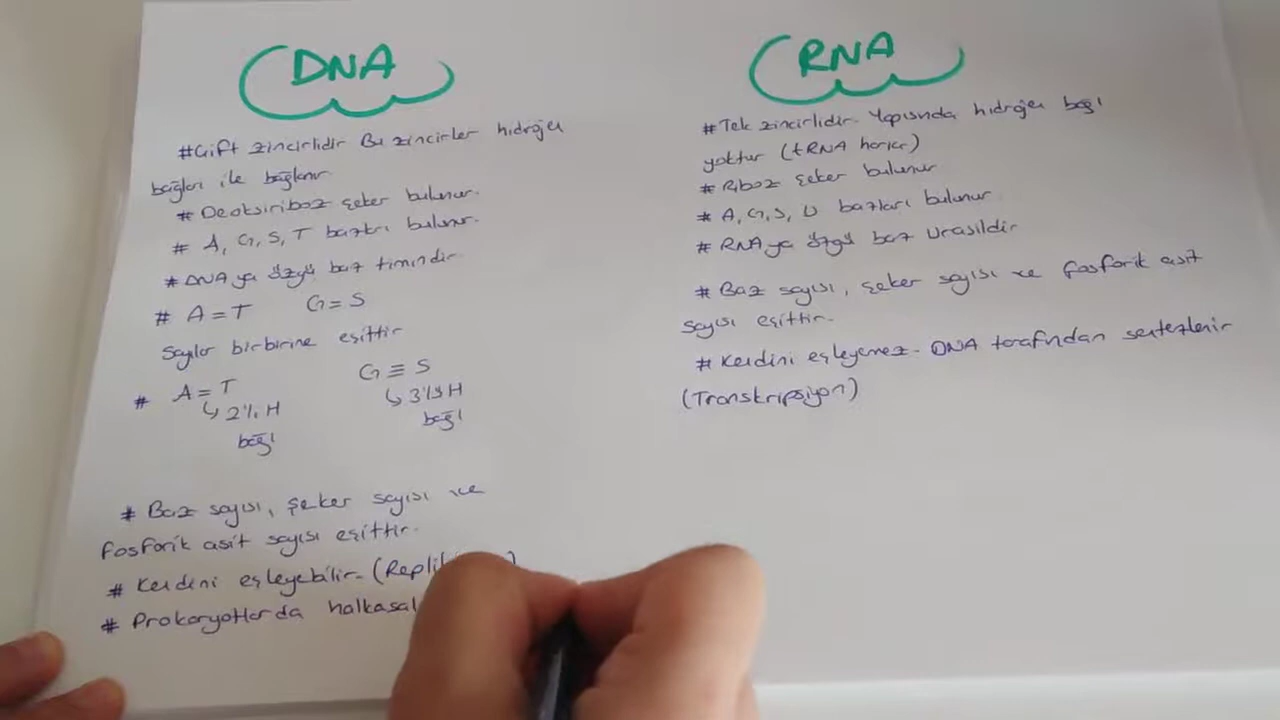 DNA
#Çift zincirlidir Bu zincirler hidrojen
bağları ile bağlanır
# Deoksiriboz şeker bulunur.
# A, G, S, T bazları bulunur.
# DNA ya özgü baz timindir
# A = T G = S
Sayılar birbirine eşittir
# A = T G ≡ S
↳ 2'li H ↳ 3'lü H
bağı bağı
# Baz sayısı, şeker sayısı ve
fosforik asit sayısı eşittir.
# Kendini eşleyebilir. (Repli
# Prokaryotlarda halkasal
RNA
# Tek zincirlidir. Yapısında hidrojen bağı
yoktur (tRNA hariç)
# Riboz şeker bulunur
# A, G, S, U bazları bulunur
# RNA ya özgü baz Urasildir
# Baz sayısı, şeker sayısı ve fosforik asit
sayısı eşittir.
# Kendini eşleyemez. DNA tarafından sentezlenir
(Transkripsiyon)